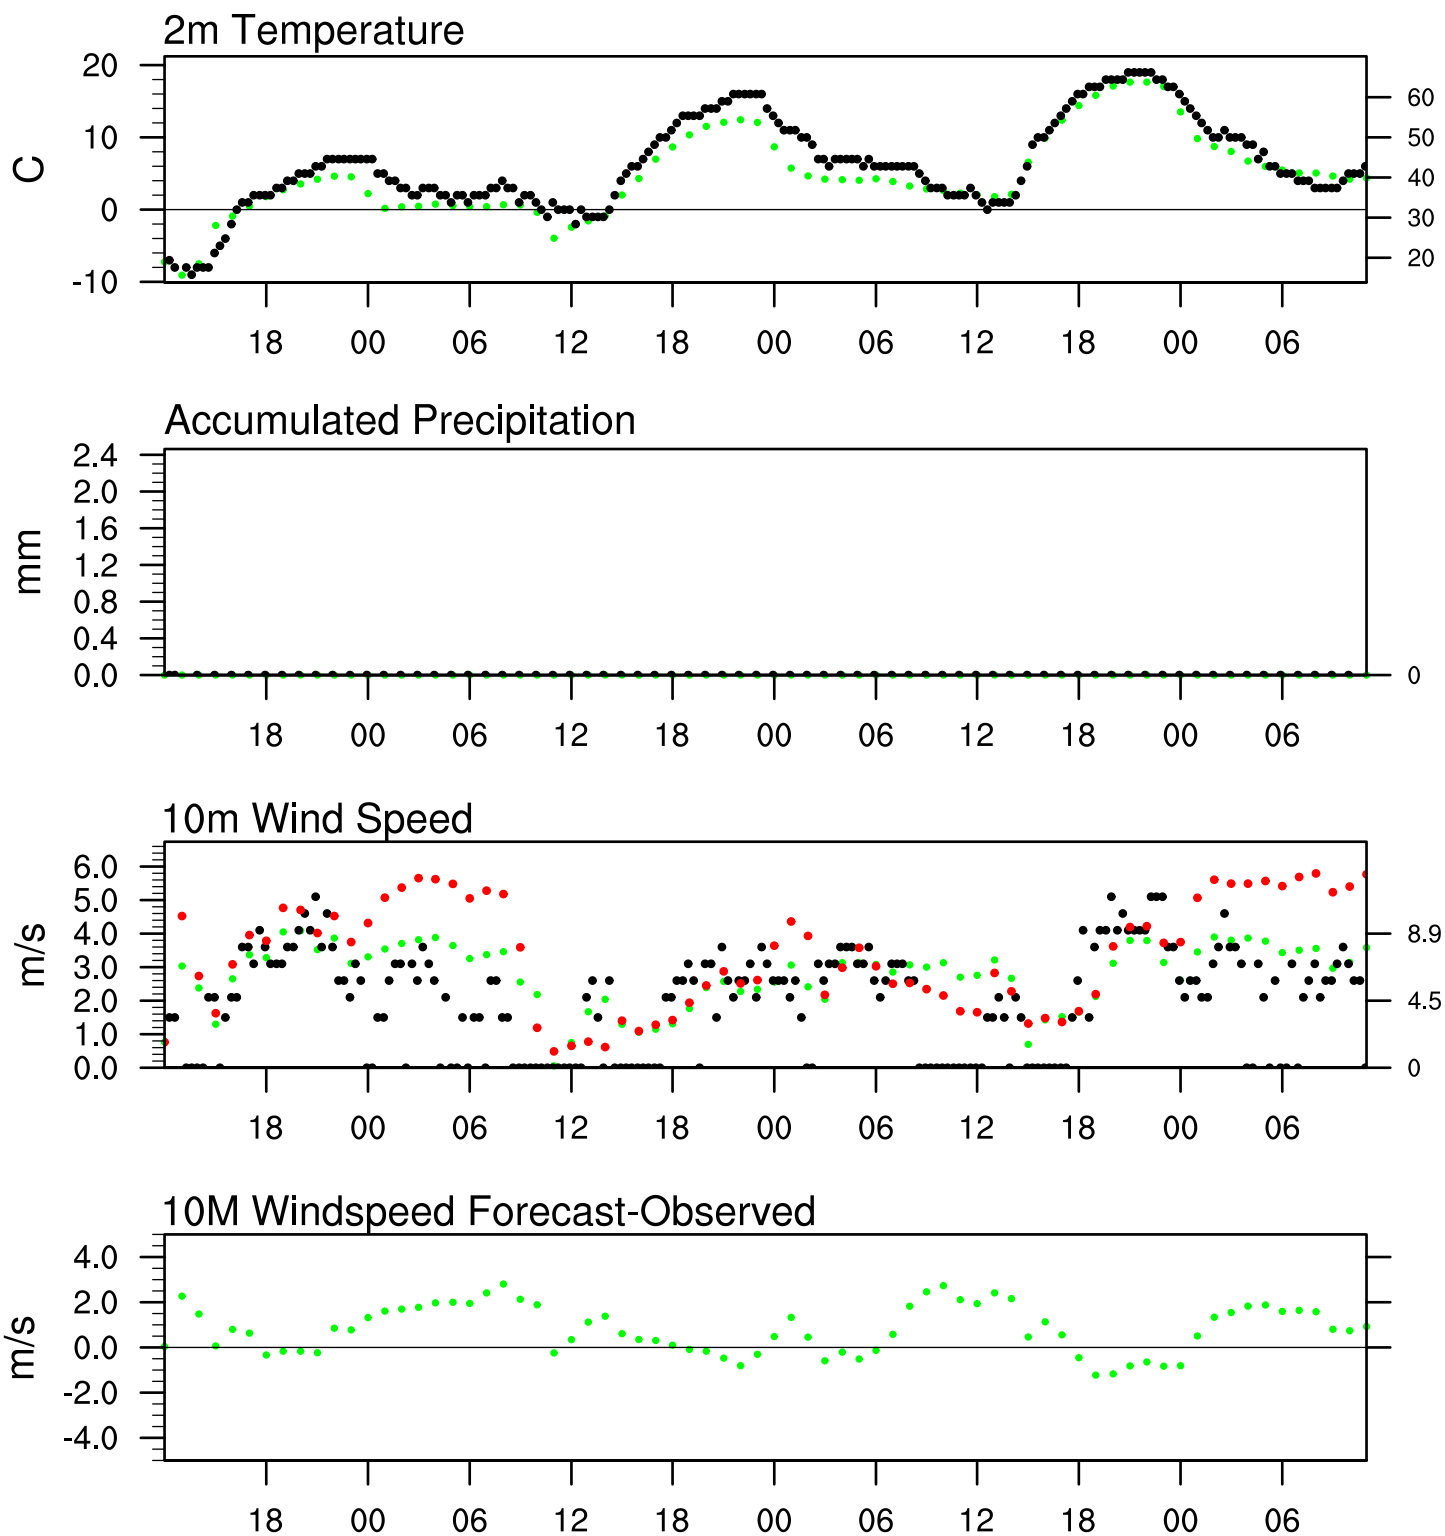 2m Temperature
20
10
0
-10
C
60
50
40
30
20
18 00 06 12 18 00 06 12 18 00 06
Accumulated Precipitation
2.4
2.0
1.6
1.2
0.8
0.4
0.0
mm
0
18 00 06 12 18 00 06 12 18 00 06
10m Wind Speed
6.0
5.0
4.0
3.0
2.0
1.0
0.0
m/s
8.9
4.5
0
18 00 06 12 18 00 06 12 18 00 06
10M Windspeed Forecast-Observed
4.0
2.0
0.0
-2.0
-4.0
m/s
18 00 06 12 18 00 06 12 18 00 06